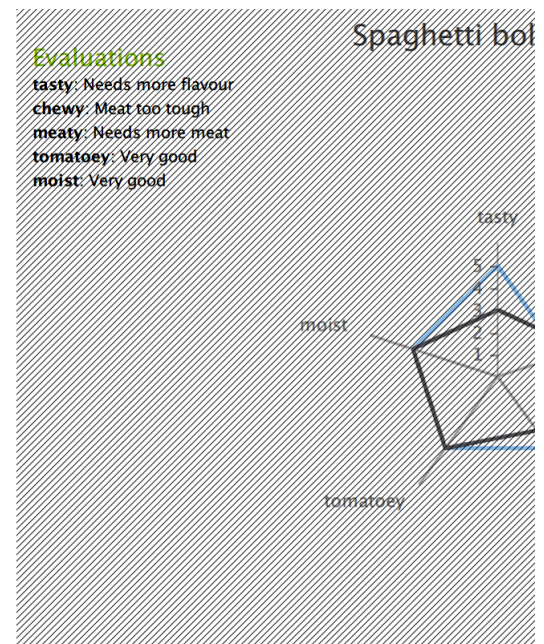 Spaghetti bol
Evaluations
tasty: Needs more flavour
chewy: Meat too tough
meaty: Needs more meat
tomatoey: Very good
moist: Very good
tasty
5
4
3
2
1
moist
tomatoey